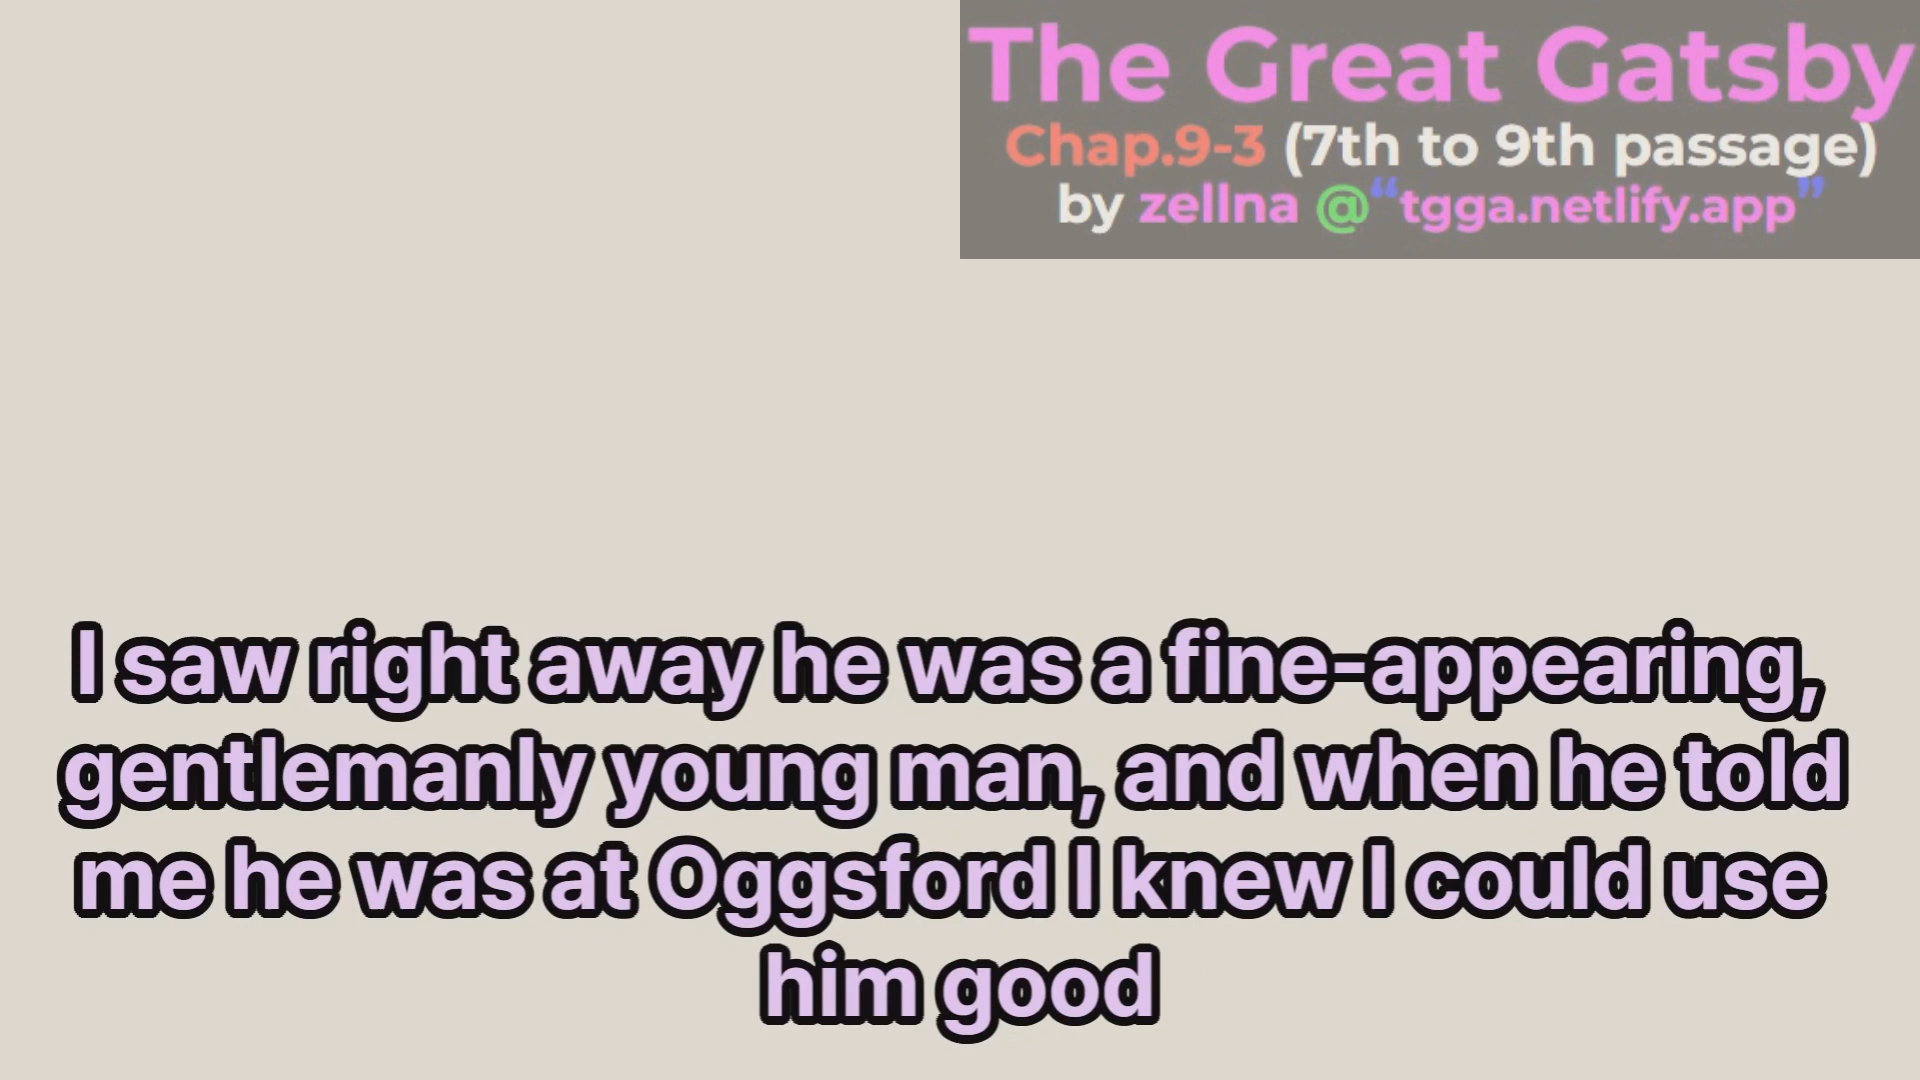 The Great Gatsby
Chap.9-3 (7th to 9th passage)
by zellna @“tgga.netlify.app”
I saw right away he was a fine-appearing,
gentlemanly young man, and when he told
me he was at Oggsford I knew I could use
him good